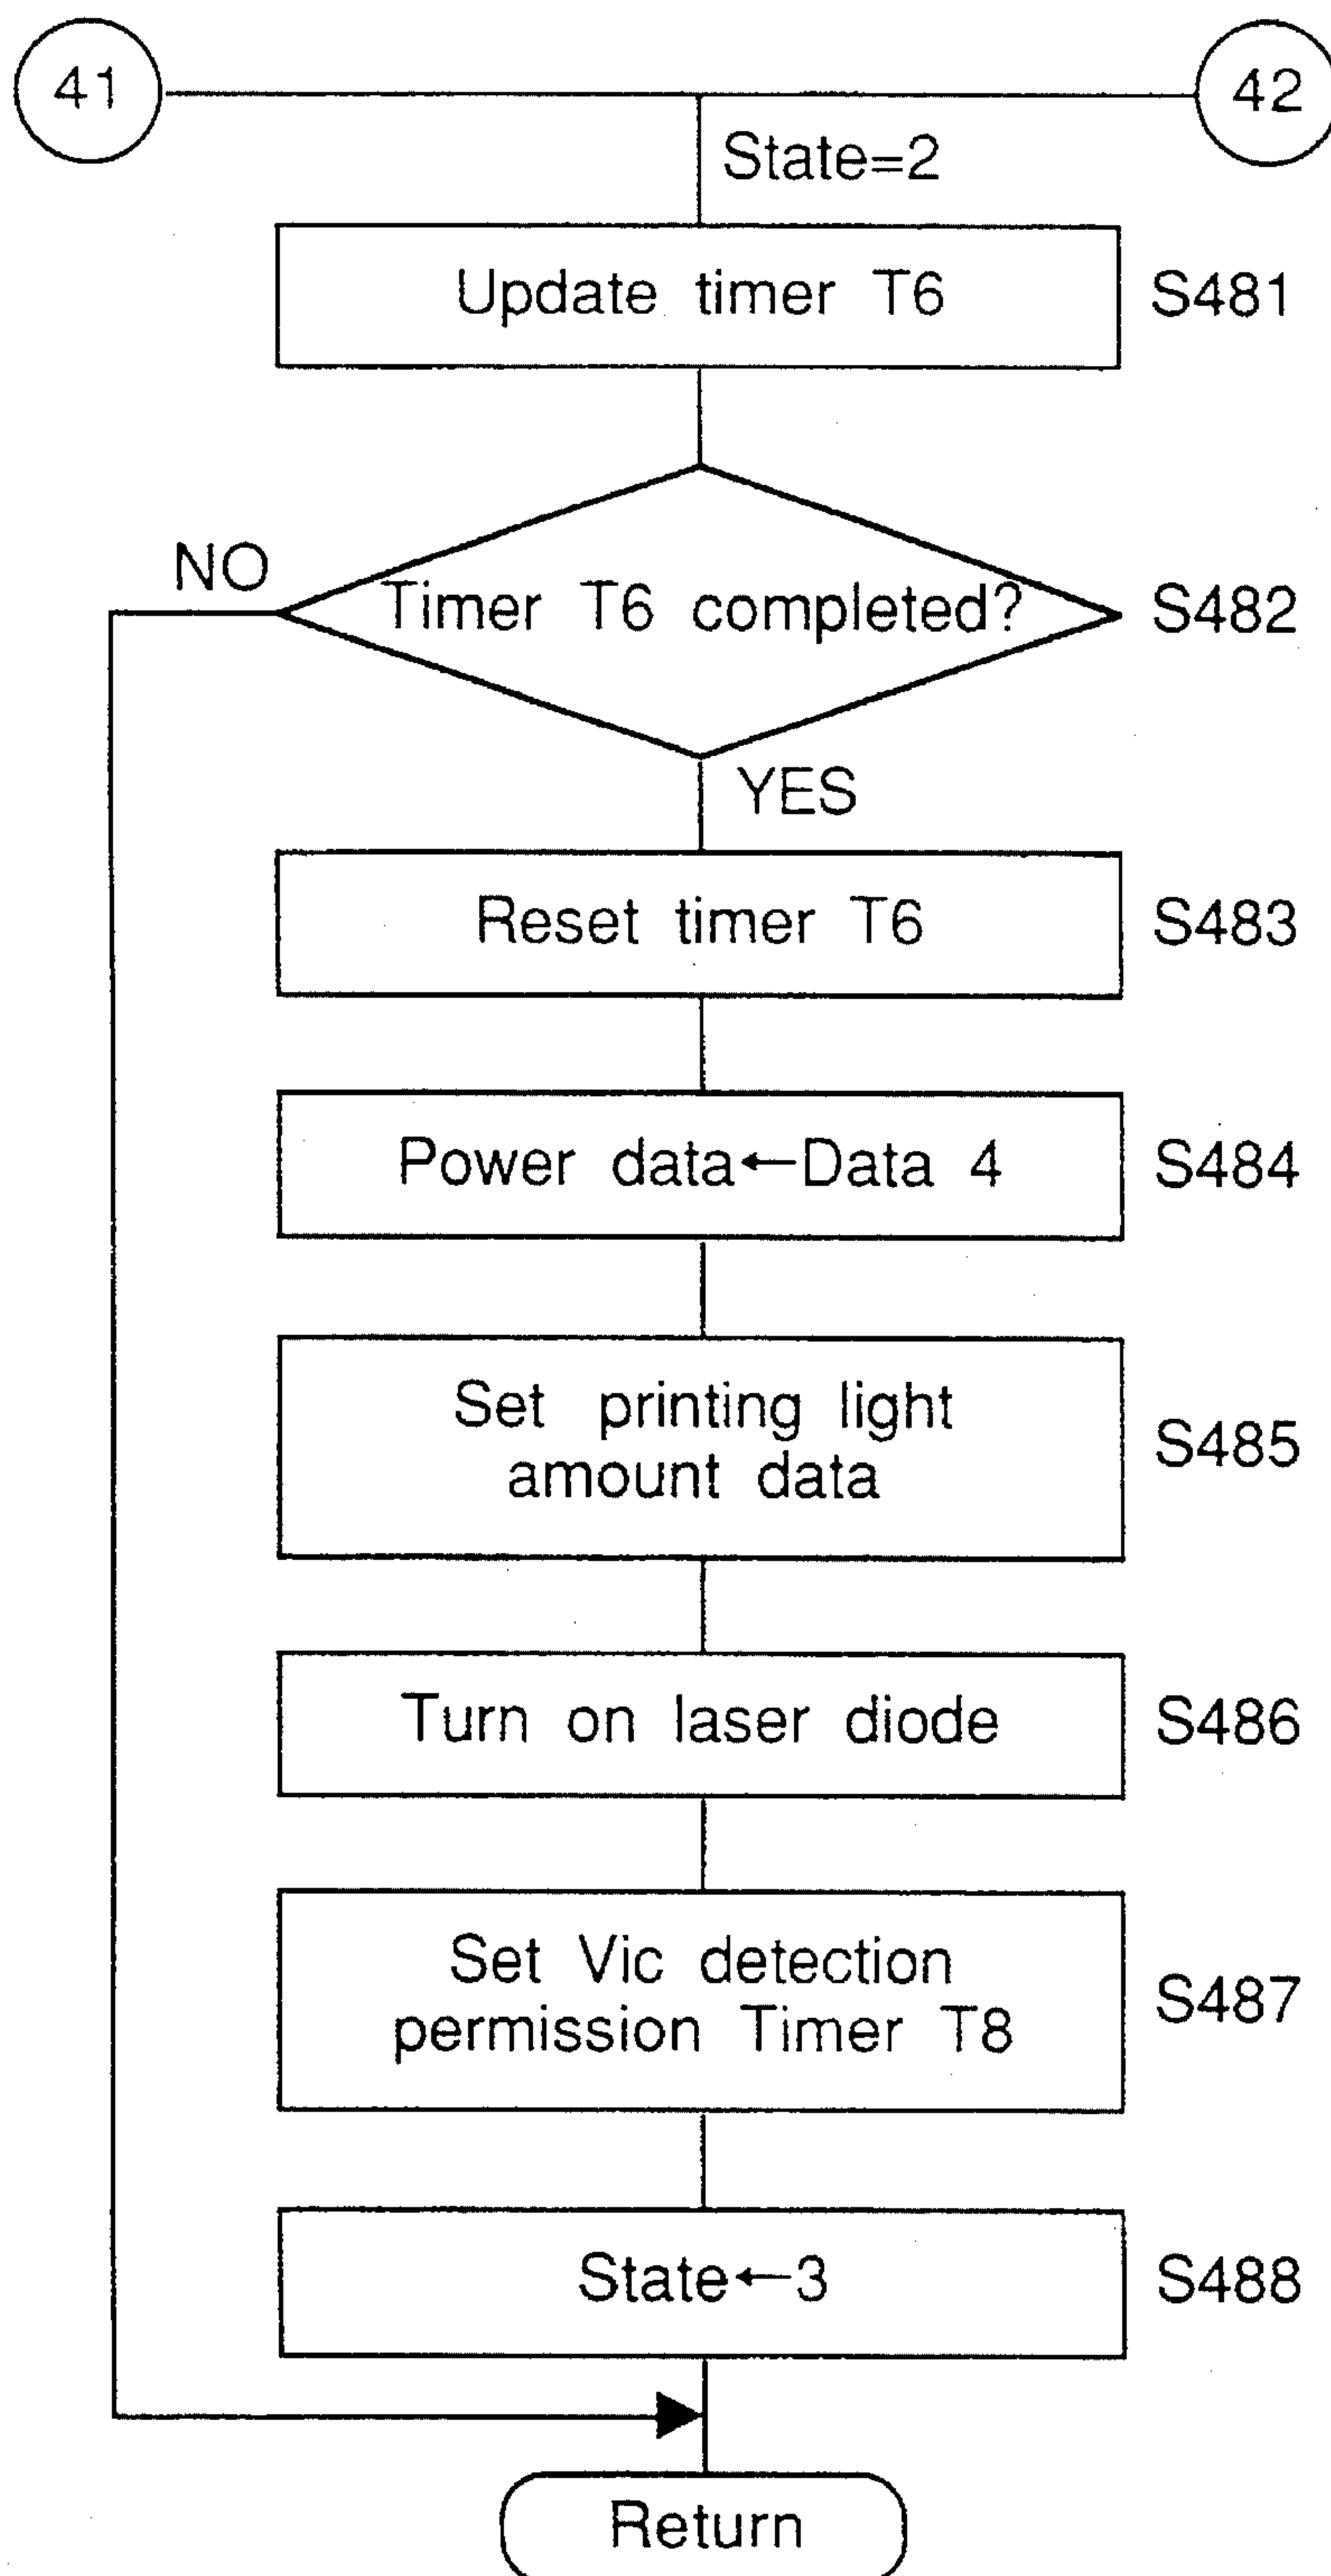 41
42
State=2
Update timer T6
S481
NO
Timer T6 completed?
S482
YES
Reset timer T6
S483
Power data←Data 4
S484
Set printing light
amount data
S485
Turn on laser diode
S486
Set Vic detection
permission Timer T8
S487
State←3
S488
Return